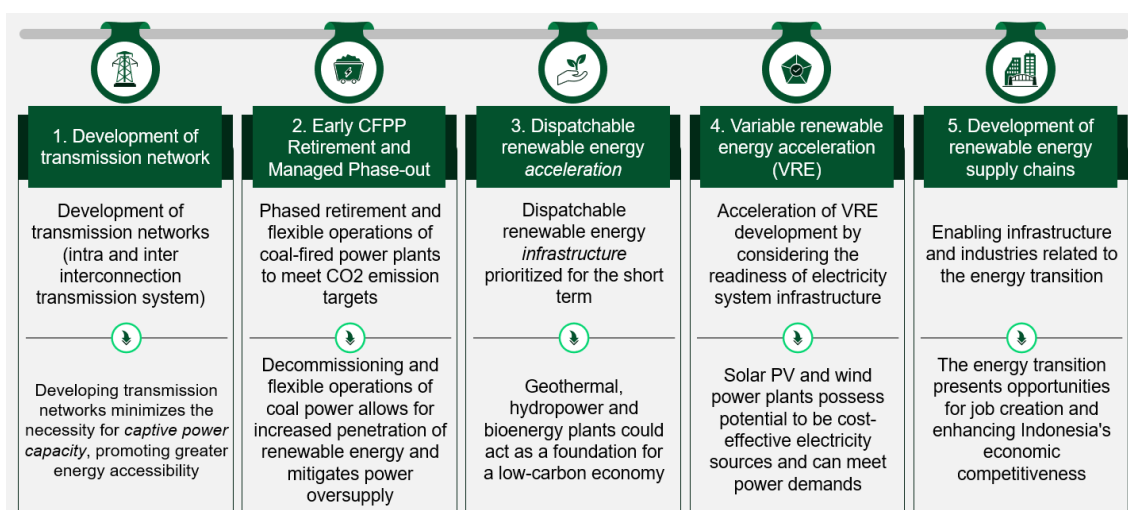 1. Development of
transmission network
Development of
transmission networks
(intra and inter
interconnection
transmission system)
Developing transmission
networks minimizes the
necessity for captive power
capacity, promoting greater
energy accessibility
2. Early CFPP
Retirement and
Managed Phase-out
Phased retirement and
flexible operations of
coal-fired power plants
to meet CO2 emission
targets
Decommissioning and
flexible operations of
coal power allows for
increased penetration of
renewable energy and
mitigates power
oversupply
3. Dispatchable
renewable energy
acceleration
Dispatchable
renewable energy
infrastructure
prioritized for the short
term
Geothermal,
hydropower and
bioenergy plants could
act as a foundation for
a low-carbon economy
4. Variable renewable
energy acceleration
(VRE)
Acceleration of VRE
development by
considering the
readiness of electricity
system infrastructure
Solar PV and wind
power plants possess
potential to be cost-
effective electricity
sources and can meet
power demands
5. Development of
renewable energy
supply chains
Enabling infrastructure
and industries related to
the energy transition
The energy transition
presents opportunities
for job creation and
enhancing Indonesia's
economic
competitiveness